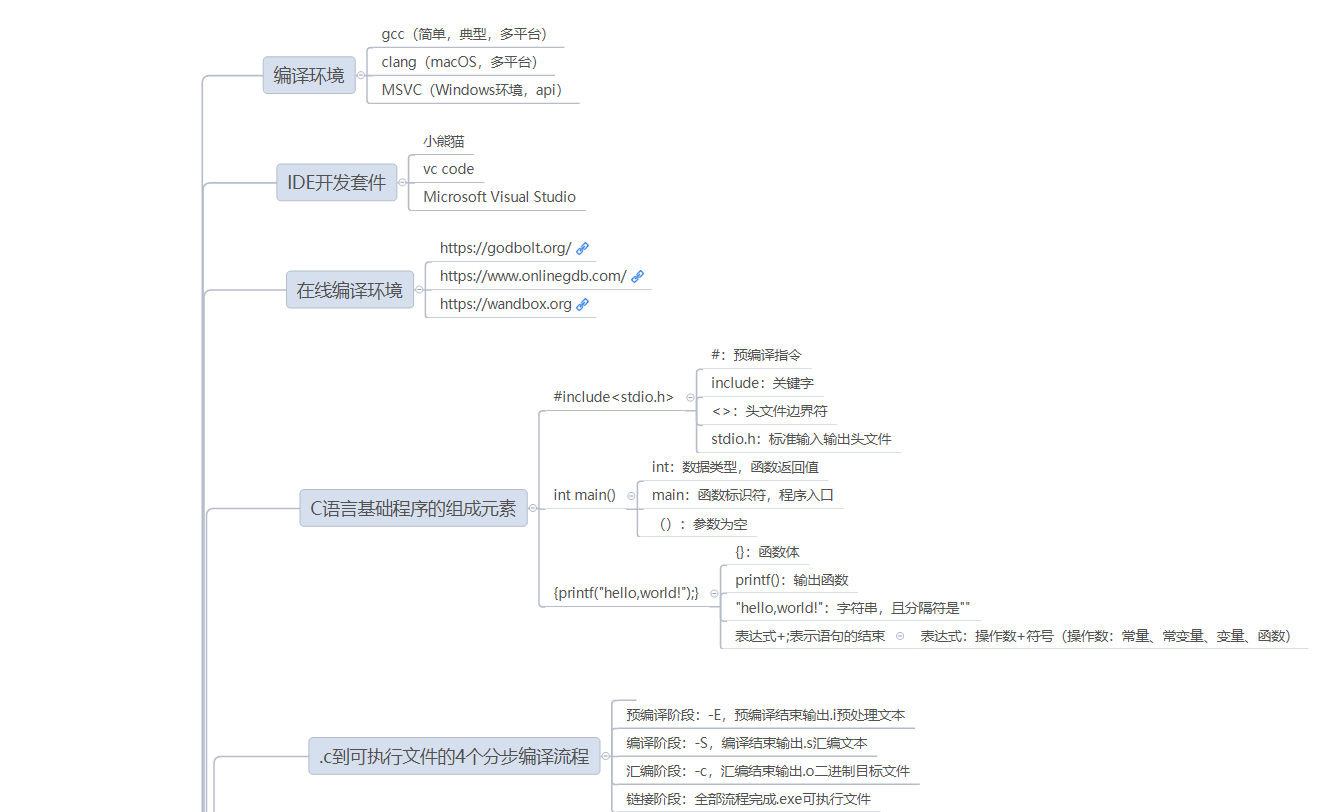 编译环境
gcc（简单，典型，多平台）
clang（macOS，多平台）
MSVC（Windows环境，api）
IDE开发套件
小熊猫
vc code
Microsoft Visual Studio
在线编译环境
https://godbolt.org/
https://www.onlinegdb.com/
https://wandbox.org
C语言基础程序的组成元素
#include<stdio.h>
#：预编译指令
include：关键字
<>：头文件边界符
stdio.h：标准输入输出头文件
int main()
int：数据类型，函数返回值
main：函数标识符，程序入口
（）：参数为空
{printf("hello,world!");}
{}：函数体
printf()：输出函数
"hello,world!"：字符串，且分隔符是""
表达式+;表示语句的结束
表达式：操作数+符号（操作数：常量、常变量、变量、函数）
.c到可执行文件的4个分步编译流程
预编译阶段：-E，预编译结束输出.i预处理文本
编译阶段：-S，编译结束输出.s汇编文本
汇编阶段：-c，汇编结束输出.o二进制目标文件
链接阶段：全部流程完成.exe可执行文件